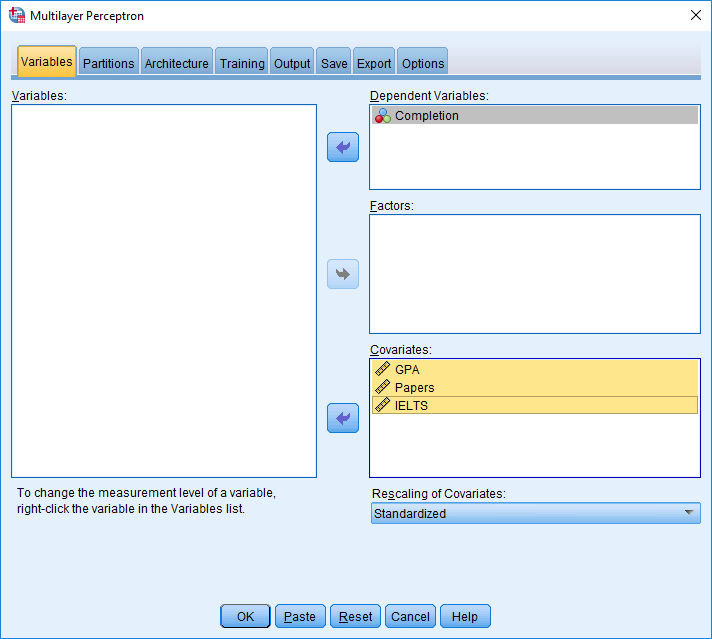 Multilayer Perceptron
Variables Partitions Architecture Training Output Save Export Options
Variables:
Dependent Variables:
Completion
Factors:
Covariates:
GPA
Papers
IELTS
To change the measurement level of a variable,
right-click the variable in the Variables list.
Rescaling of Covariates:
Standardized
OK Paste Reset Cancel Help